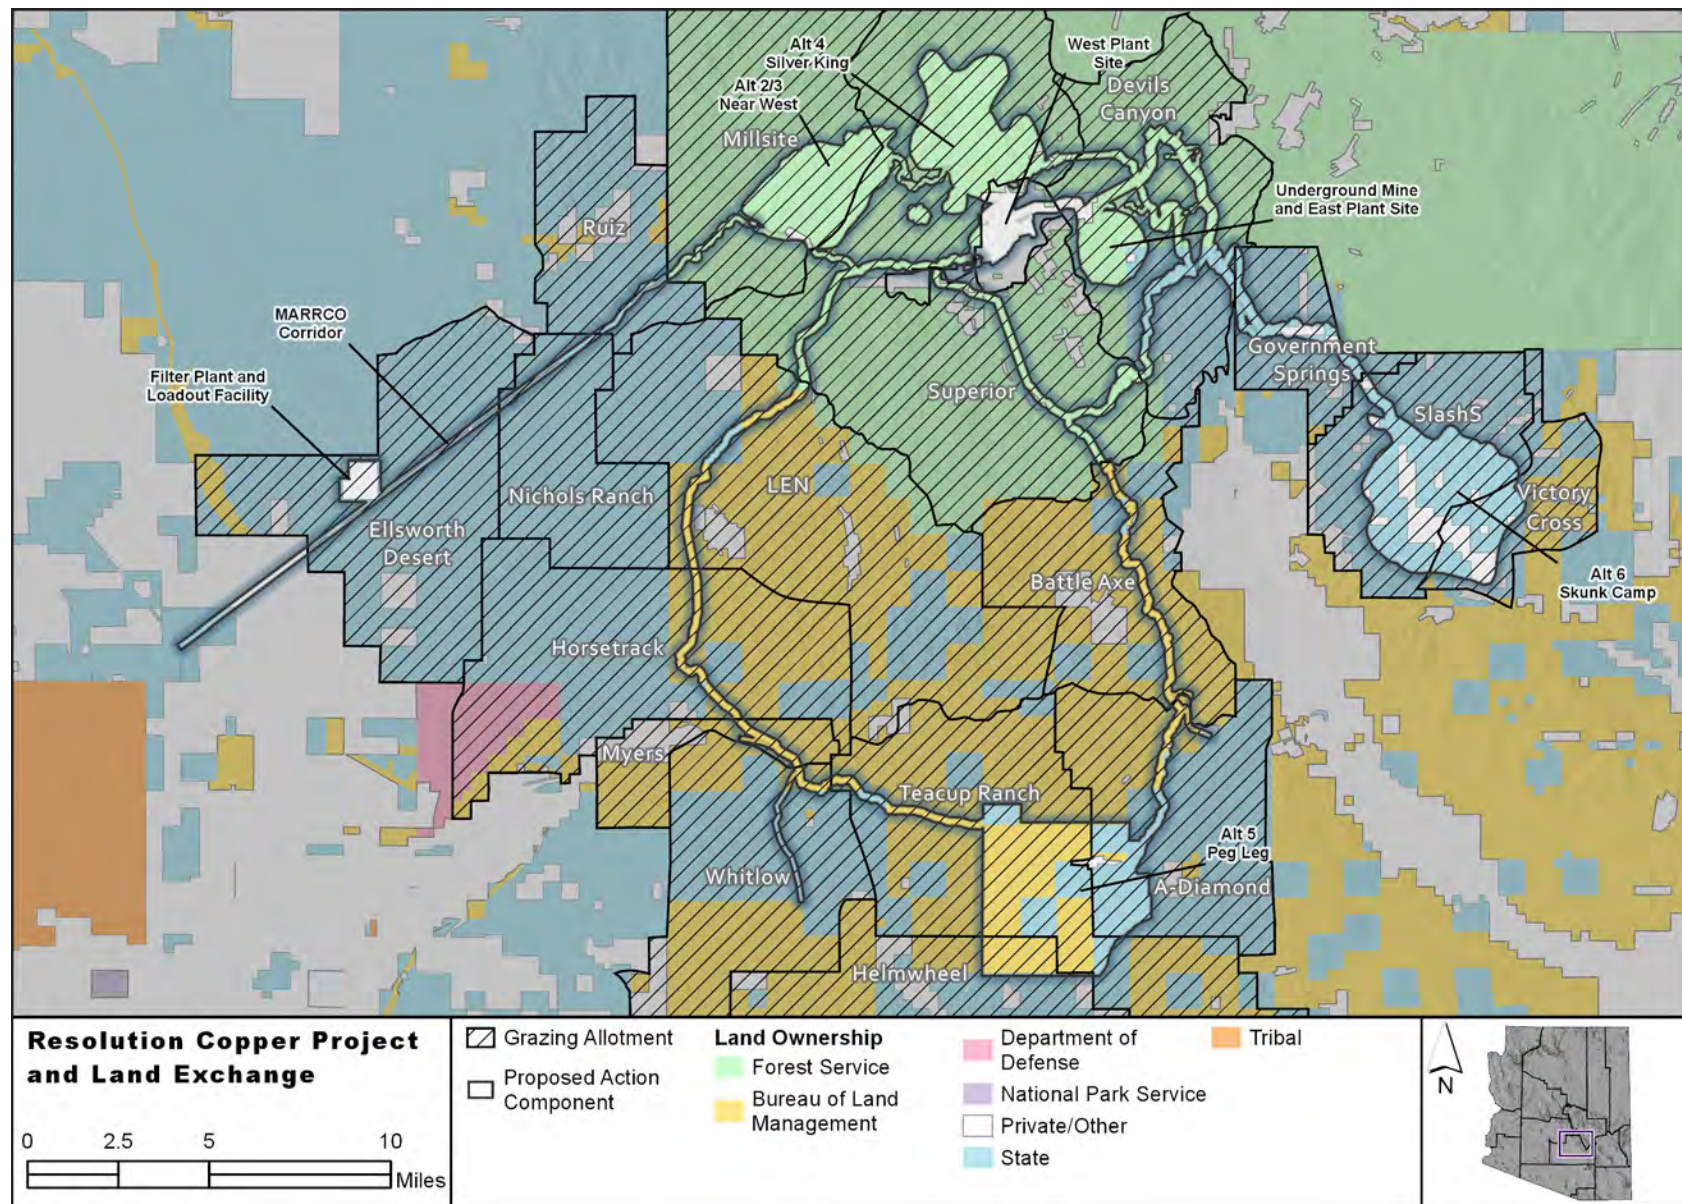 Alt 4
Silver King
West Plant
Site
Alt 2/3
Near West
Devils
Canyon
Millsite
Underground Mine
and East Plant Site
Ruiz
MARRCO
Corridor
Government
Springs
Filter Plant and
Loadout Facility
Superior
SlashS
LEN
Nichols Ranch
Victory
Cross
Ellsworth
Desert
Battle Axe
Alt 6
Skunk Camp
Horsetrack
Myers
Teacup Ranch
Alt 5
Peg Leg
Whitlow
A-Diamond
Helmwheel
Resolution Copper Project
and Land Exchange
0 2.5 5 10
Miles
Grazing Allotment
Proposed Action
Component
Land Ownership
Forest Service
Bureau of Land
Management
Department of
Defense
National Park Service
Private/Other
State
Tribal
N